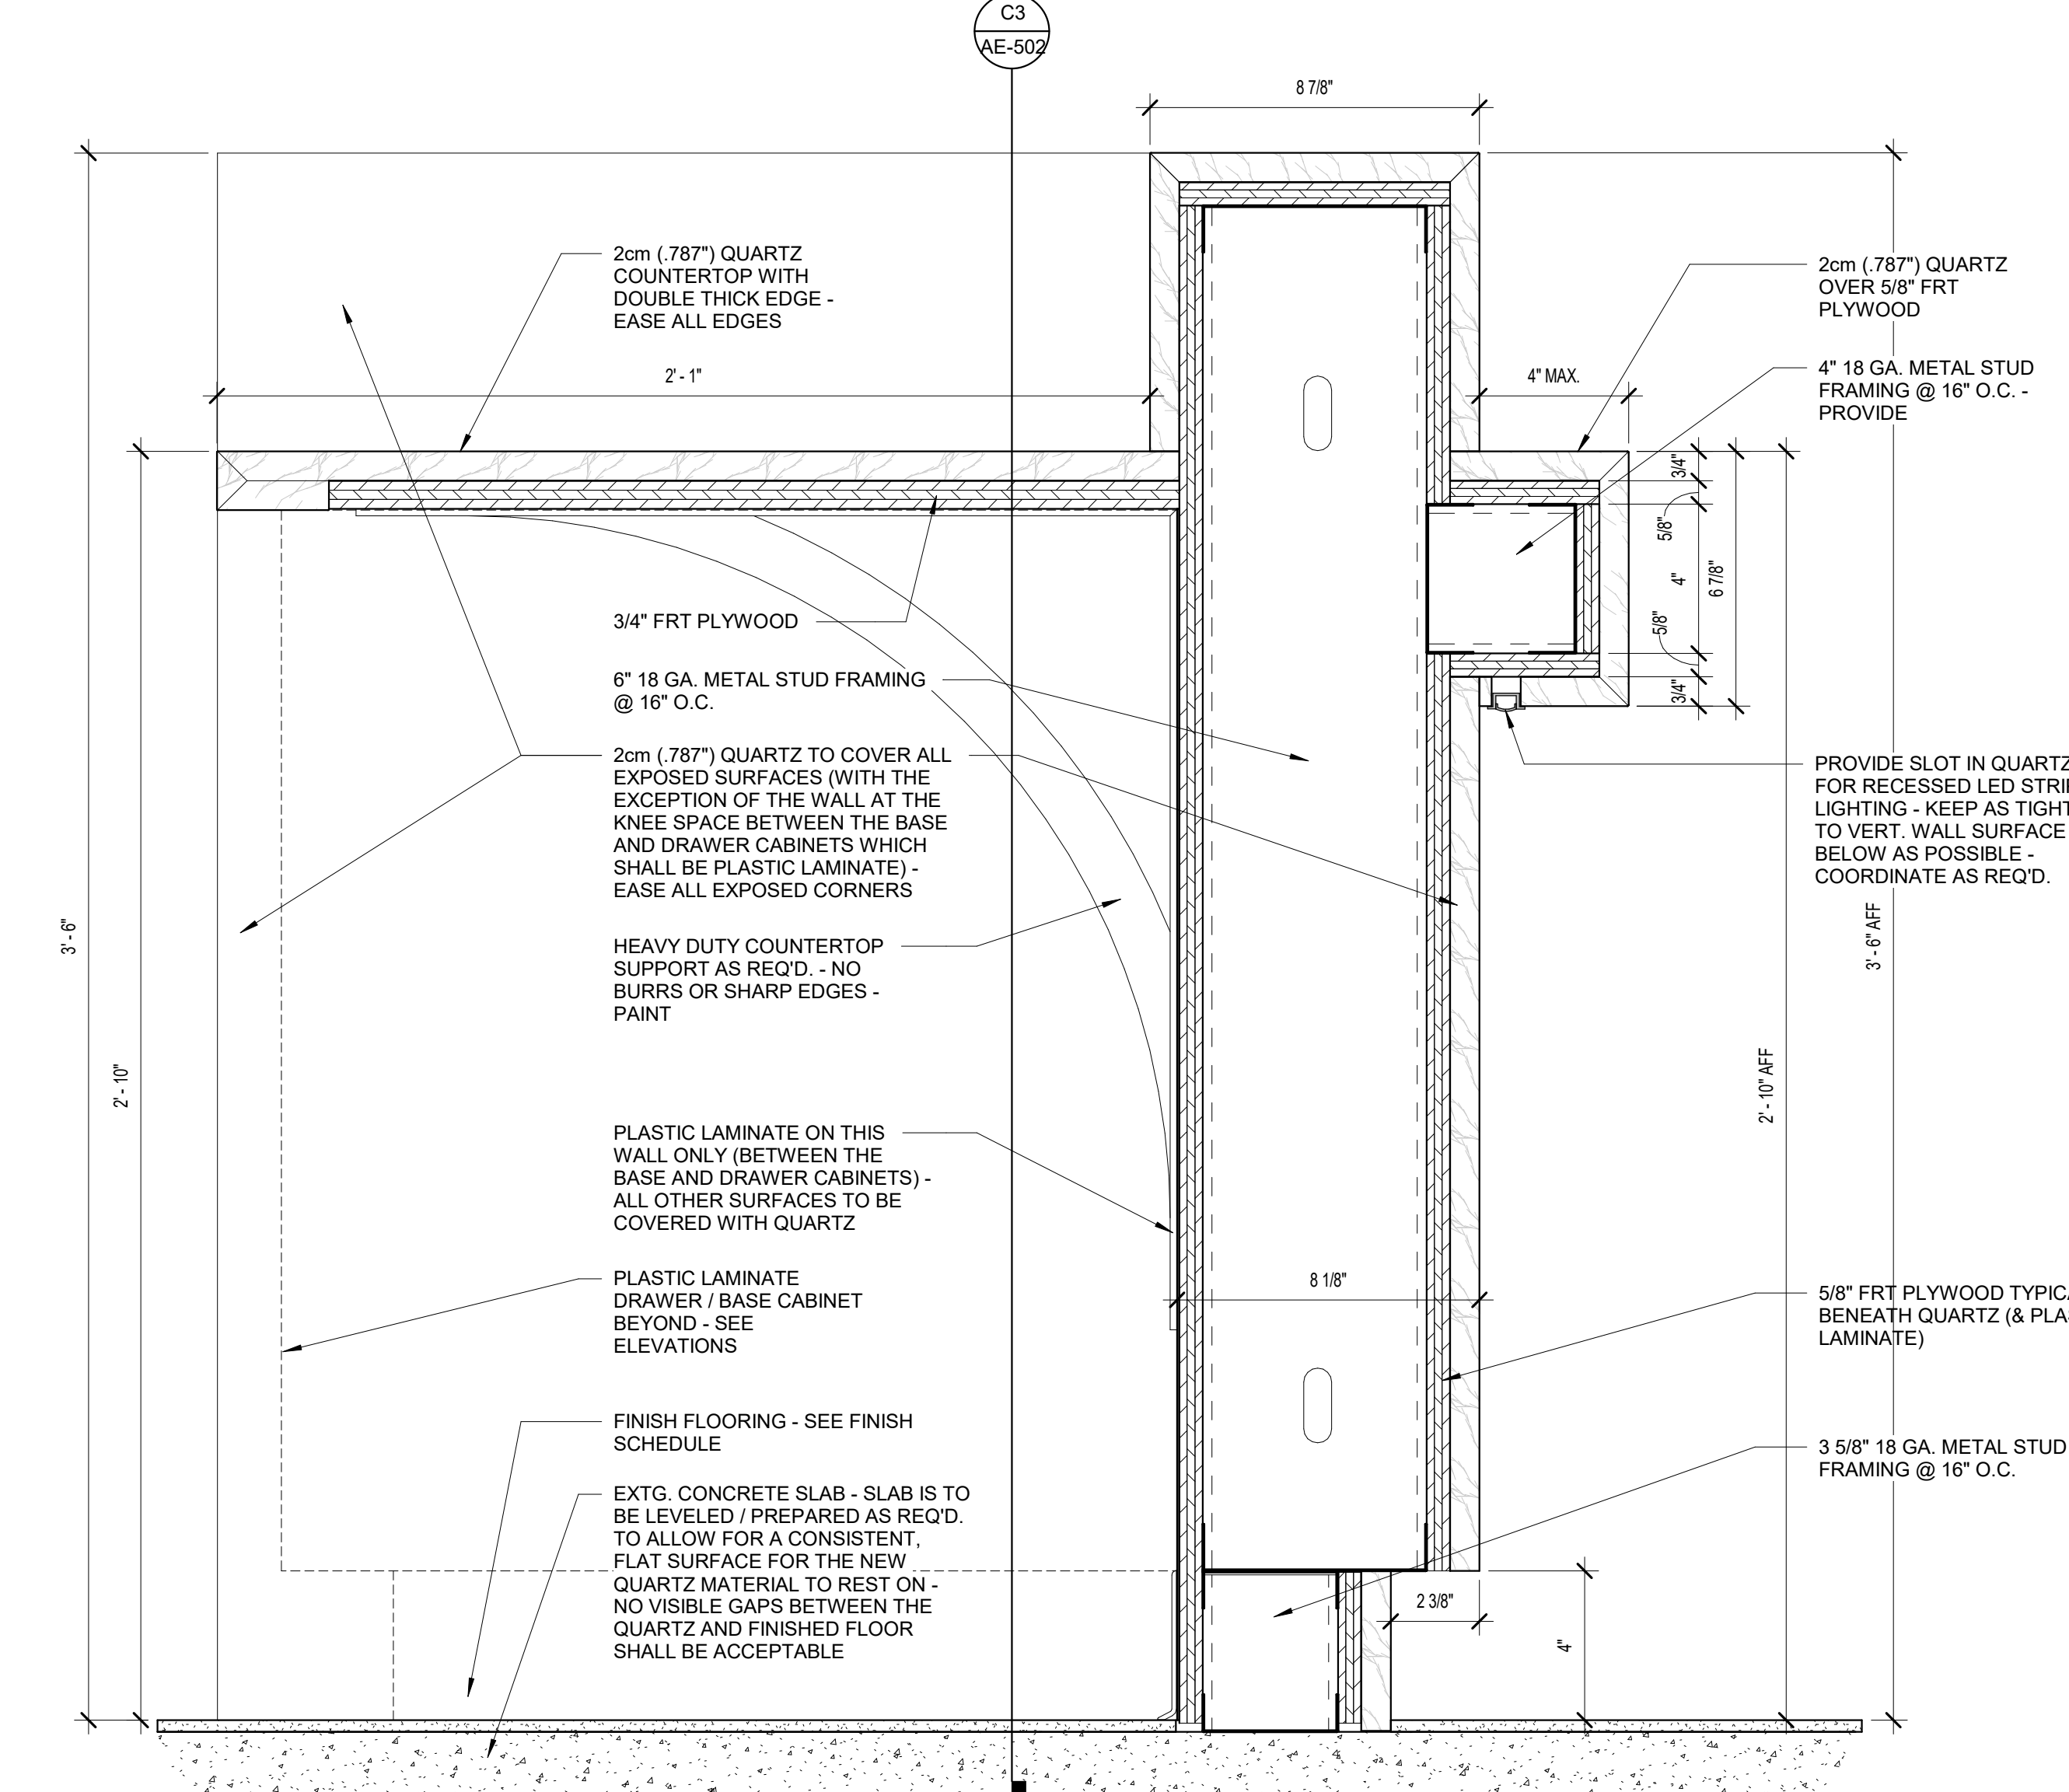 C3
AE-502
8 7/8"
2cm (.787") QUARTZ
COUNTERTOP WITH
DOUBLE THICK EDGE -
EASE ALL EDGES
2cm (.787") QUARTZ
OVER 5/8" FRT
PLYWOOD
2' - 1"
4" MAX.
4" 18 GA. METAL STUD
FRAMING @ 16" O.C. -
PROVIDE
3/4"
5/8"
4"
6 7/8"
5/8"
3/4"
3/4" FRT PLYWOOD
6" 18 GA. METAL STUD FRAMING
@ 16" O.C.
2cm (.787") QUARTZ TO COVER ALL
EXPOSED SURFACES (WITH THE
EXCEPTION OF THE WALL AT THE
KNEE SPACE BETWEEN THE BASE
AND DRAWER CABINETS WHICH
SHALL BE PLASTIC LAMINATE) -
EASE ALL EXPOSED CORNERS
PROVIDE SLOT IN QUARTZ
FOR RECESSED LED STRIP
LIGHTING - KEEP AS TIGHT
TO VERT. WALL SURFACE
BELOW AS POSSIBLE -
COORDINATE AS REQ'D.
3' - 6"
3' - 6" AFF
HEAVY DUTY COUNTERTOP
SUPPORT AS REQ'D. - NO
BURRS OR SHARP EDGES -
PAINT
2' - 10"
2' - 10" AFF
PLASTIC LAMINATE ON THIS
WALL ONLY (BETWEEN THE
BASE AND DRAWER CABINETS) -
ALL OTHER SURFACES TO BE
COVERED WITH QUARTZ
8 1/8"
PLASTIC LAMINATE
DRAWER / BASE CABINET
BEYOND - SEE
ELEVATIONS
5/8" FRT PLYWOOD
BENEATH QUARTZ (&
LAMINATE)
FINISH FLOORING - SEE FINISH
SCHEDULE
3 5/8" 18 GA. METAL STUD
FRAMING @ 16" O.C.
EXTG. CONCRETE SLAB - SLAB IS TO
BE LEVELED / PREPARED AS REQ'D.
TO ALLOW FOR A CONSISTENT,
FLAT SURFACE FOR THE NEW
QUARTZ MATERIAL TO REST ON -
NO VISIBLE GAPS BETWEEN THE
QUARTZ AND FINISHED FLOOR
SHALL BE ACCEPTABLE
2 3/8"
4"